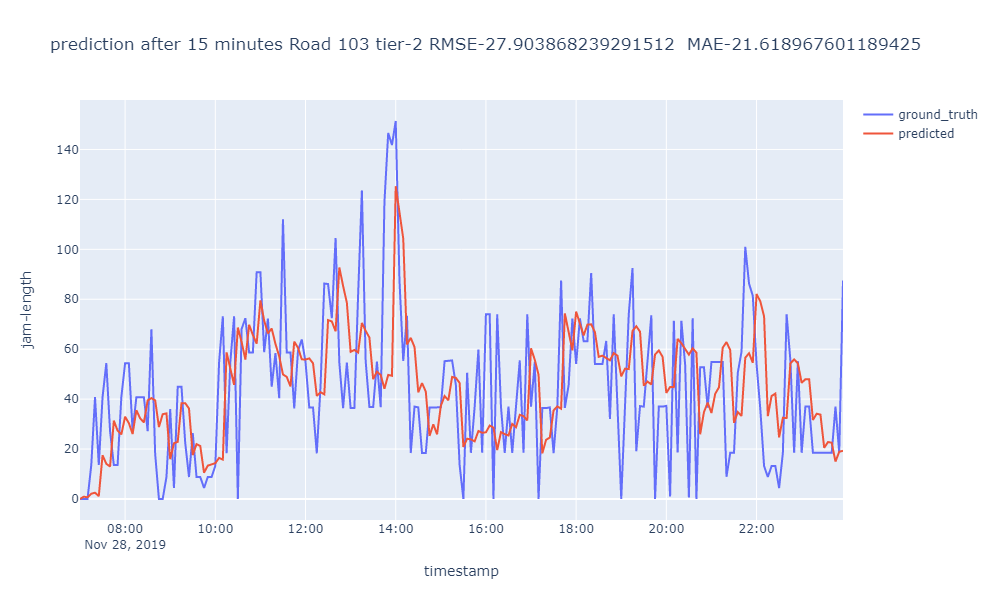 prediction after 15 minutes Road 103 tier-2 RMSE-27.903868239291512  MAE-21.618967601189425
ground_truth
predicted
jam-length
140
120
100
80
60
40
20
0
08:00 10:00 12:00 14:00 16:00 18:00 20:00 22:00
Nov 28, 2019
timestamp